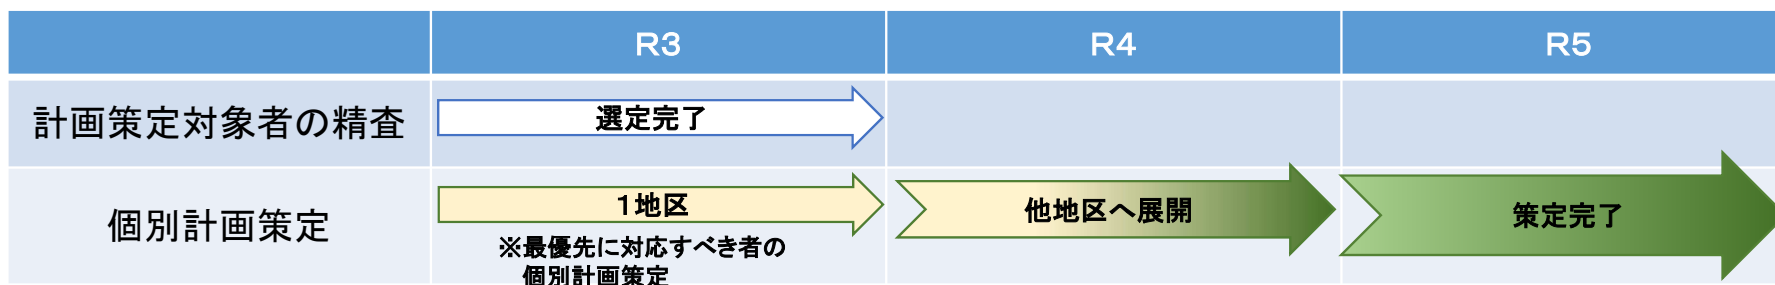 R3
R4
R5
計画策定対象者の精査
選定完了
個別計画策定
1地区
他地区へ展開
策定完了
※最優先に対応すべき者の
個別計画策定